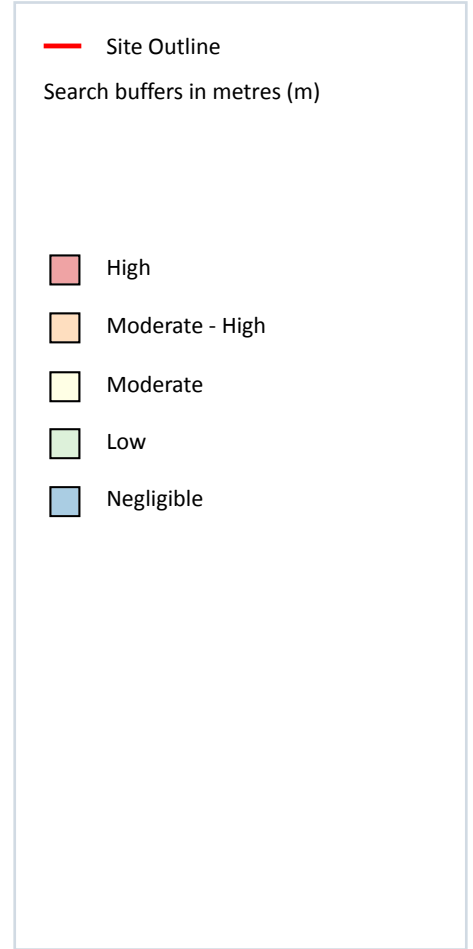 Site Outline
Search buffers in metres (m)
High
Moderate - High
Moderate
Low
Negligible